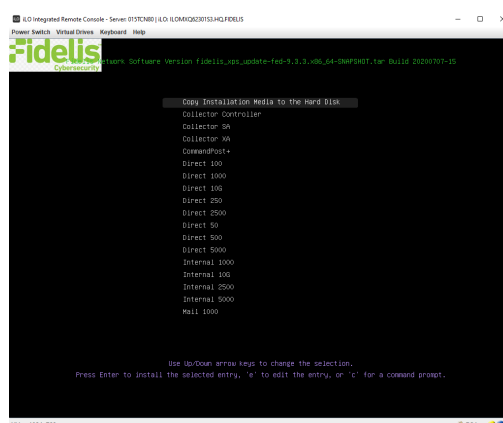 iLO Integrated Remote Console - Server: 015TCN80 | iLO: ILOMXQ62301S3.HQ.FIDELIS
Power Switch Virtual Drives Keyboard Help
Fidelis
Cybersecurity
Network Software Version fidelis_xps_update-fed-9.3.3.x86_64-SNAPSHOT.tar Build 20200707-15
Copy Installation Media to the Hard Disk
Collector Controller
Collector SA
Collector XA
CommandPost+
Direct 100
Direct 1000
Direct 10G
Direct 250
Direct 2500
Direct 50
Direct 500
Direct 5000
Internal 1000
Internal 10G
Internal 2500
Internal 5000
Mail 1000
Use Up/Down arrow keys to change the selection.
Press Enter to install the selected entry, 'e' to edit the entry, or 'c' for a command prompt.